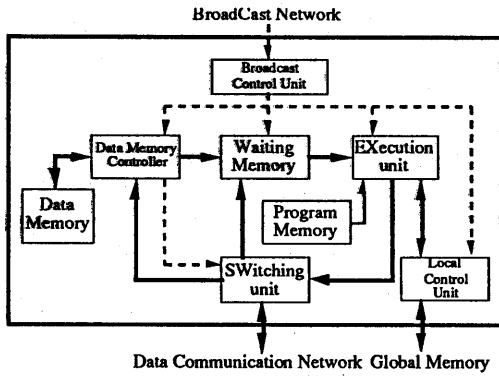 BroadCast Network
Broadcast
Control Unit
Data Memory
Controller
Waiting
Memory
EXecution
unit
Data
Memory
Program
Memory
SWitching
unit
Local
Control
Unit
Data Communication Network
Global Memory